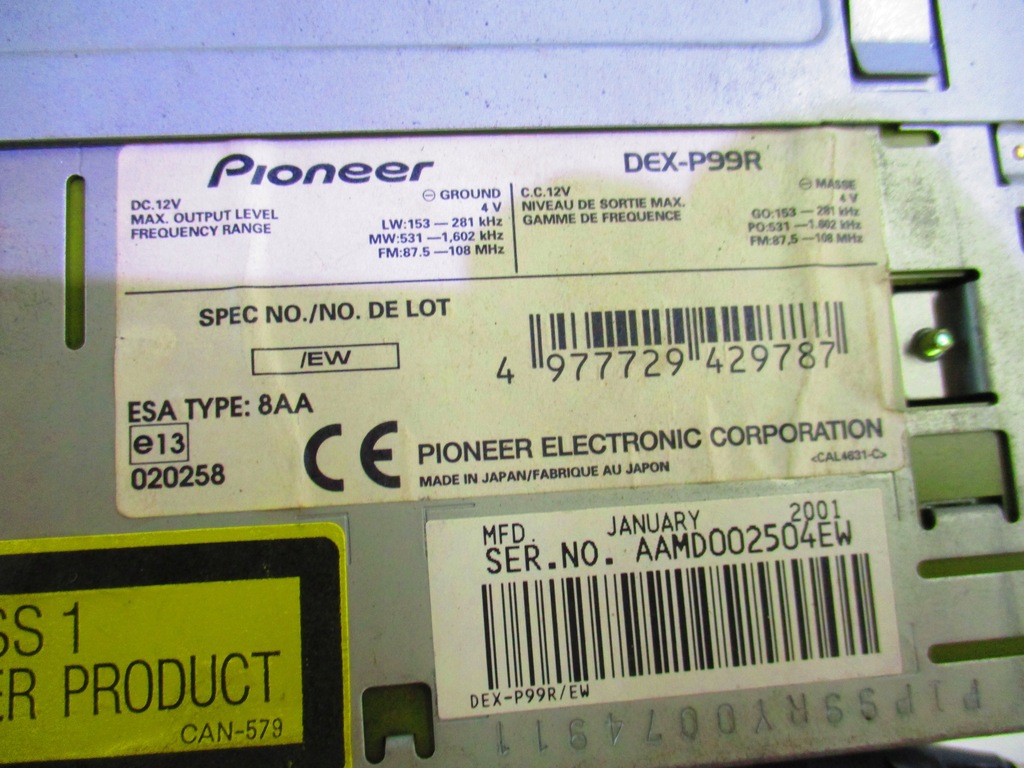 Pioneer DEX-P99R
DC.12V ⊖ GROUND
MAX. OUTPUT LEVEL 4 V
FREQUENCY RANGE LW:153 — 281 kHz
MW:531 —1,602 kHz
FM:87.5 —108 MHz
C.C.12V ⊖ MASSE
NIVEAU DE SORTIE MAX. 4 V
GAMME DE FREQUENCE GO:153 — 281 kHz
PO:531 —1,602 kHz
FM:87,5 —108 MHz
SPEC NO./NO. DE LOT
/EW
4 977729 429787
ESA TYPE: 8AA
e13
020258
CE
PIONEER ELECTRONIC CORPORATION
MADE IN JAPAN/FABRIQUE AU JAPON <CAL4631-C>
MFD. JANUARY 2001
SER.NO. AAMD002504EW
DEX-P99R/EW
SS 1
ER PRODUCT
CAN-579